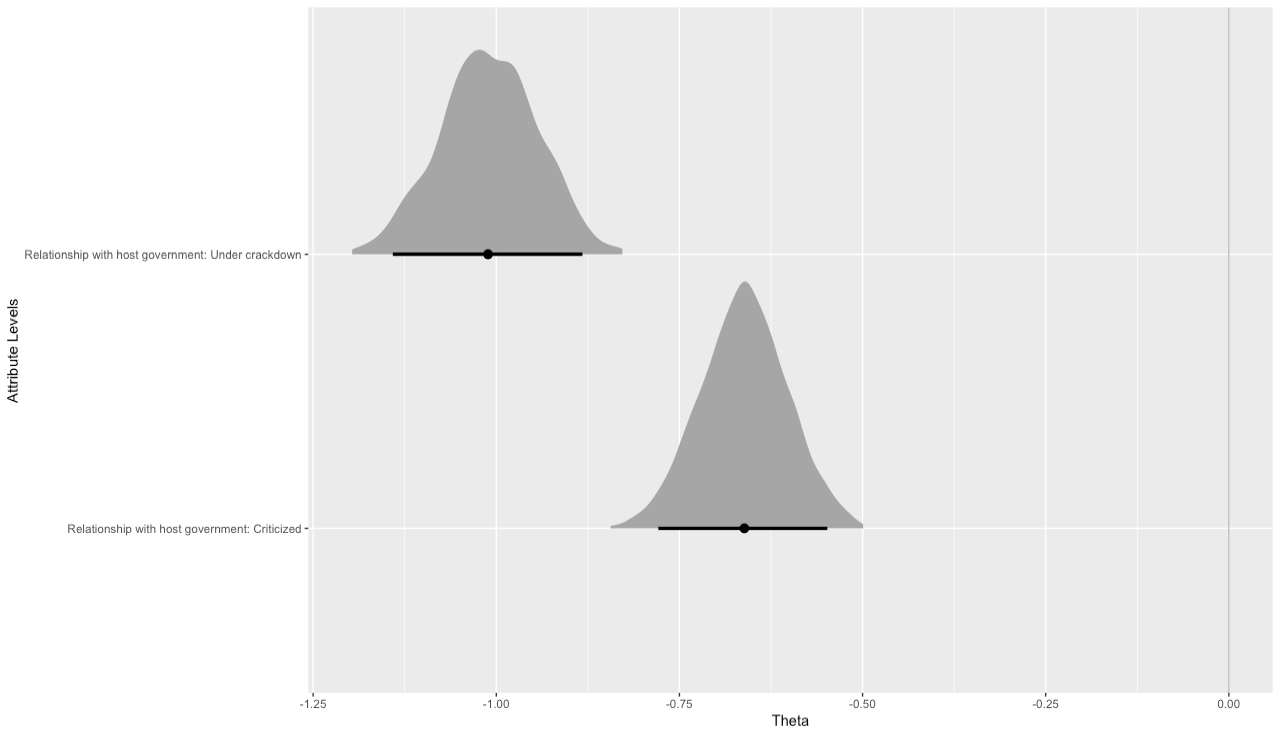 Relationship with host government: Under crackdown
Attribute Levels
Relationship with host government: Criticized
-1.25
-1.00
-0.75
-0.50
-0.25
0.00
Theta